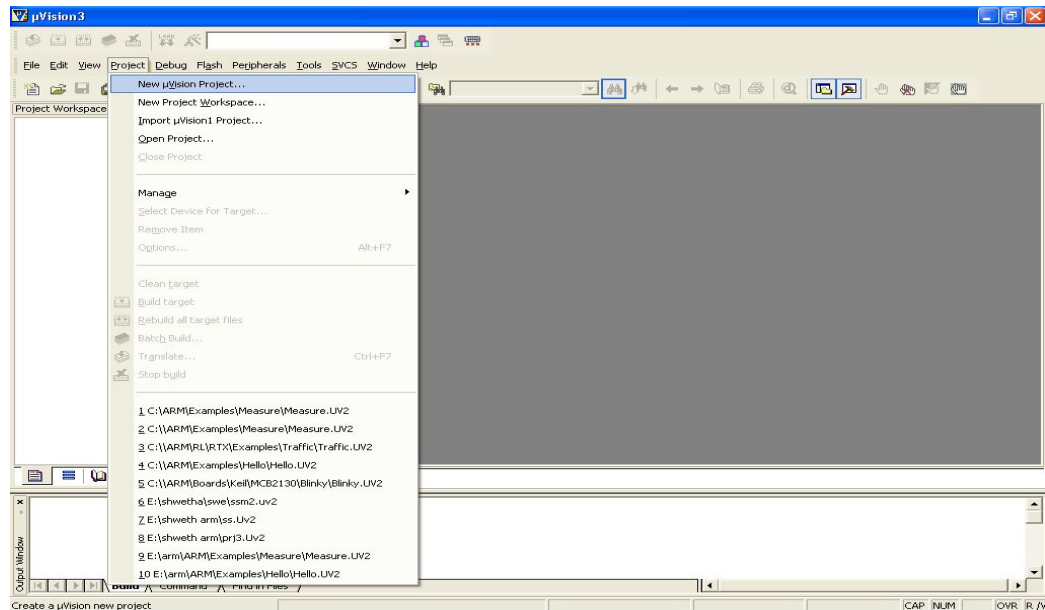 µVision3
File Edit View Project Debug Flash Peripherals Tools SVCS Window Help
Project Workspace
New µVision Project...
New Project Workspace...
Import µVision1 Project...
Open Project...
Close Project
Manage
Select Device for Target...
Remove Item
Options... Alt+F7
Clean target
Build target
Rebuild all target files
Batch Build...
Translate... Ctrl+F7
Stop build
1 C:\ARM\Examples\Measure\Measure.UV2
2 C:\\ARM\Examples\Measure\Measure.UV2
3 C:\\ARM\RL\RTX\Examples\Traffic\Traffic.UV2
4 C:\\ARM\Examples\Hello\Hello.UV2
5 C:\\ARM\Boards\Keil\MCB2130\Blinky\Blinky.UV2
6 E:\shwetha\swe\ssm2.uv2
7 E:\shweth arm\ss.Uv2
8 E:\shweth arm\prj3.Uv2
9 E:\arm\ARM\Examples\Measure\Measure.UV2
10 E:\arm\ARM\Examples\Hello\Hello.UV2
Output Window
Build Command Find in Files
Create a µVision new project CAP NUM OVR R/W